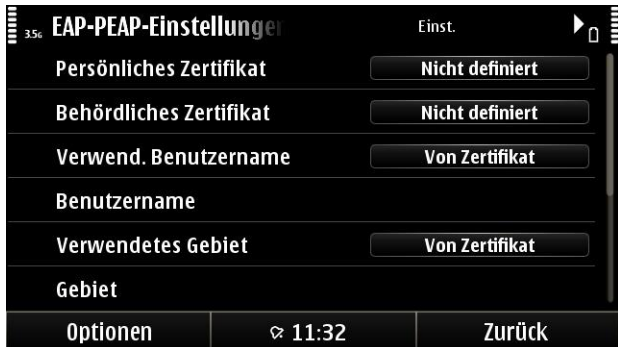 3.5G EAP-PEAP-Einstellungen Einst.
Persönliches Zertifikat Nicht definiert
Behördliches Zertifikat Nicht definiert
Verwend. Benutzername Von Zertifikat
Benutzername
Verwendetes Gebiet Von Zertifikat
Gebiet
Optionen 11:32 Zurück